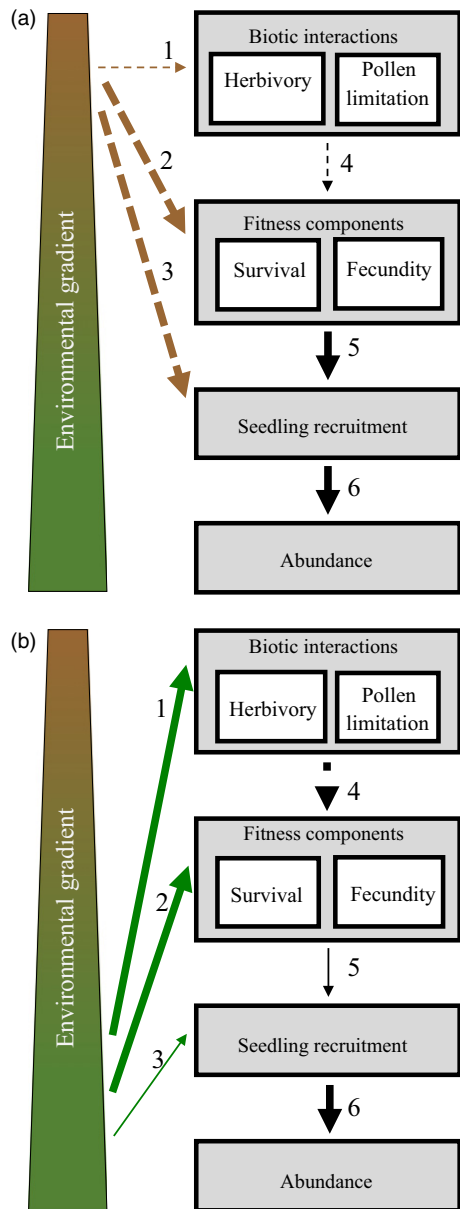 (a)
Environmental gradient
1
2
3
Biotic interactions
Herbivory
Pollen
limitation
4
Fitness components
Survival
Fecundity
5
Seedling recruitment
6
Abundance
(b)
Environmental gradient
1
2
3
Biotic interactions
Herbivory
Pollen
limitation
4
Fitness components
Survival
Fecundity
5
Seedling recruitment
6
Abundance